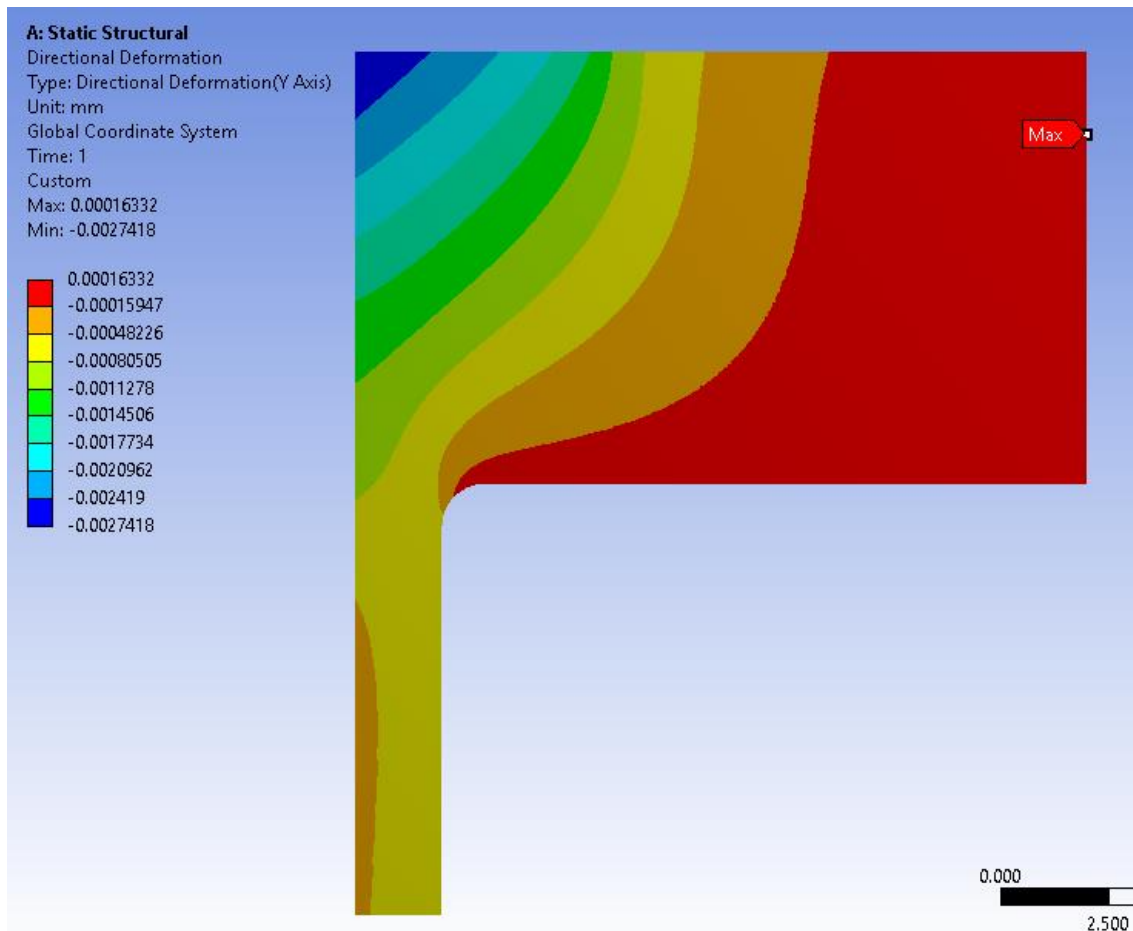 A: Static Structural
Directional Deformation
Type: Directional Deformation(Y Axis)
Unit: mm
Global Coordinate System
Time: 1
Custom
Max: 0.00016332
Min: -0.0027418
0.00016332
-0.00015947
-0.00048226
-0.00080505
-0.0011278
-0.0014506
-0.0017734
-0.0020962
-0.002419
-0.0027418
Max
0.000
2.500